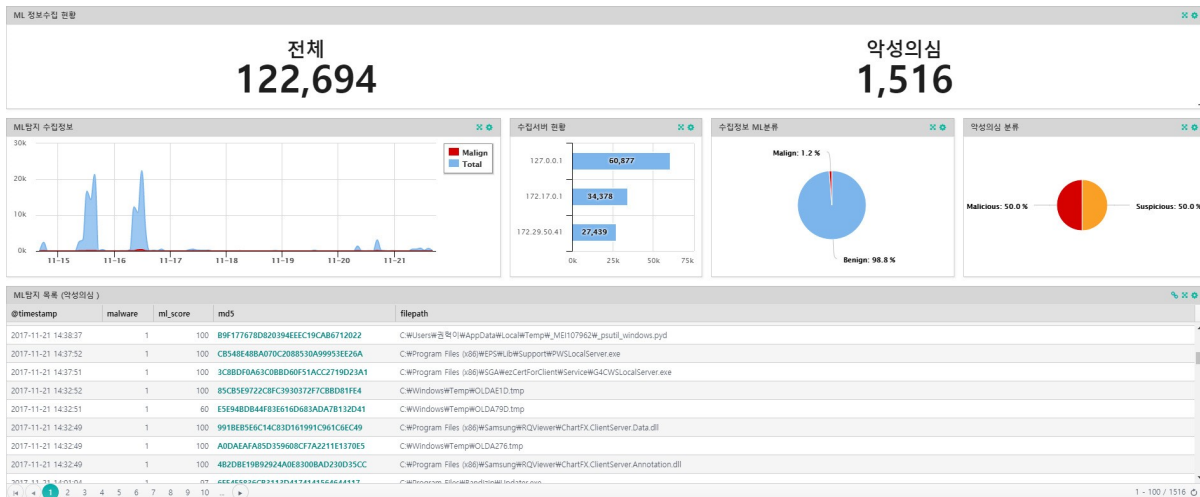 ML 정보수집 현황
전체
122,694
악성의심
1,516
ML탐지 수집정보
30k
20k
10k
0k
11-15
11-16
11-17
11-18
11-19
11-20
11-21
Malign
Total
수집서버 현황
127.0.0.1
60,877
172.17.0.1
34,378
172.29.50.41
27,439
0k
25k
50k
75k
수집정보 ML분류
Malign: 1.2 %
Benign: 98.8 %
악성의심 분류
Malicious: 50.0 %
Suspicious: 50.0 %
ML탐지 목록 (악성의심 )
@timestamp malware ml_score md5 filepath
2017-11-21 14:38:37 1 100 B9F177678D820394EEEC19CAB6712022 C:₩Users₩권혁이₩AppData₩Local₩Temp₩_MEI107962₩_psutil_windows.pyd
2017-11-21 14:37:52 1 100 CB548E48BA070C2088530A99953EE26A C:₩Program Files (x86)₩EPS₩Lib₩Support₩PWSLocalServer.exe
2017-11-21 14:37:51 1 100 3C8BDF0A63C0BBD60F51ACC2719D23A1 C:₩Program Files (x86)₩SGA₩ezCertForClient₩Service₩G4CWSLocalServer.exe
2017-11-21 14:32:52 1 100 85CB5E9722C8FC3930372F7CBBD81FE4 C:₩Windows₩Temp₩OLDAE1D.tmp
2017-11-21 14:32:51 1 60 E5E94BDB44F83E616D683ADA7B132D41 C:₩Windows₩Temp₩OLDA79D.tmp
2017-11-21 14:32:49 1 100 991BEB5E6C14C83D161991C961C6EC49 C:₩Program Files (x86)₩Samsung₩RQViewer₩ChartFX.ClientServer.Data.dll
2017-11-21 14:32:49 1 100 A0DAEAFA85D359608CF7A2211E1370E5 C:₩Windows₩Temp₩OLDA276.tmp
2017-11-21 14:32:49 1 100 4B2DBE19B92924A0E8300BAD230D35CC C:₩Program Files (x86)₩Samsung₩RQViewer₩ChartFX.ClientServer.Annotation.dll
1 2 3 4 5 6 7 8 9 10 ...
1 - 100 / 1516